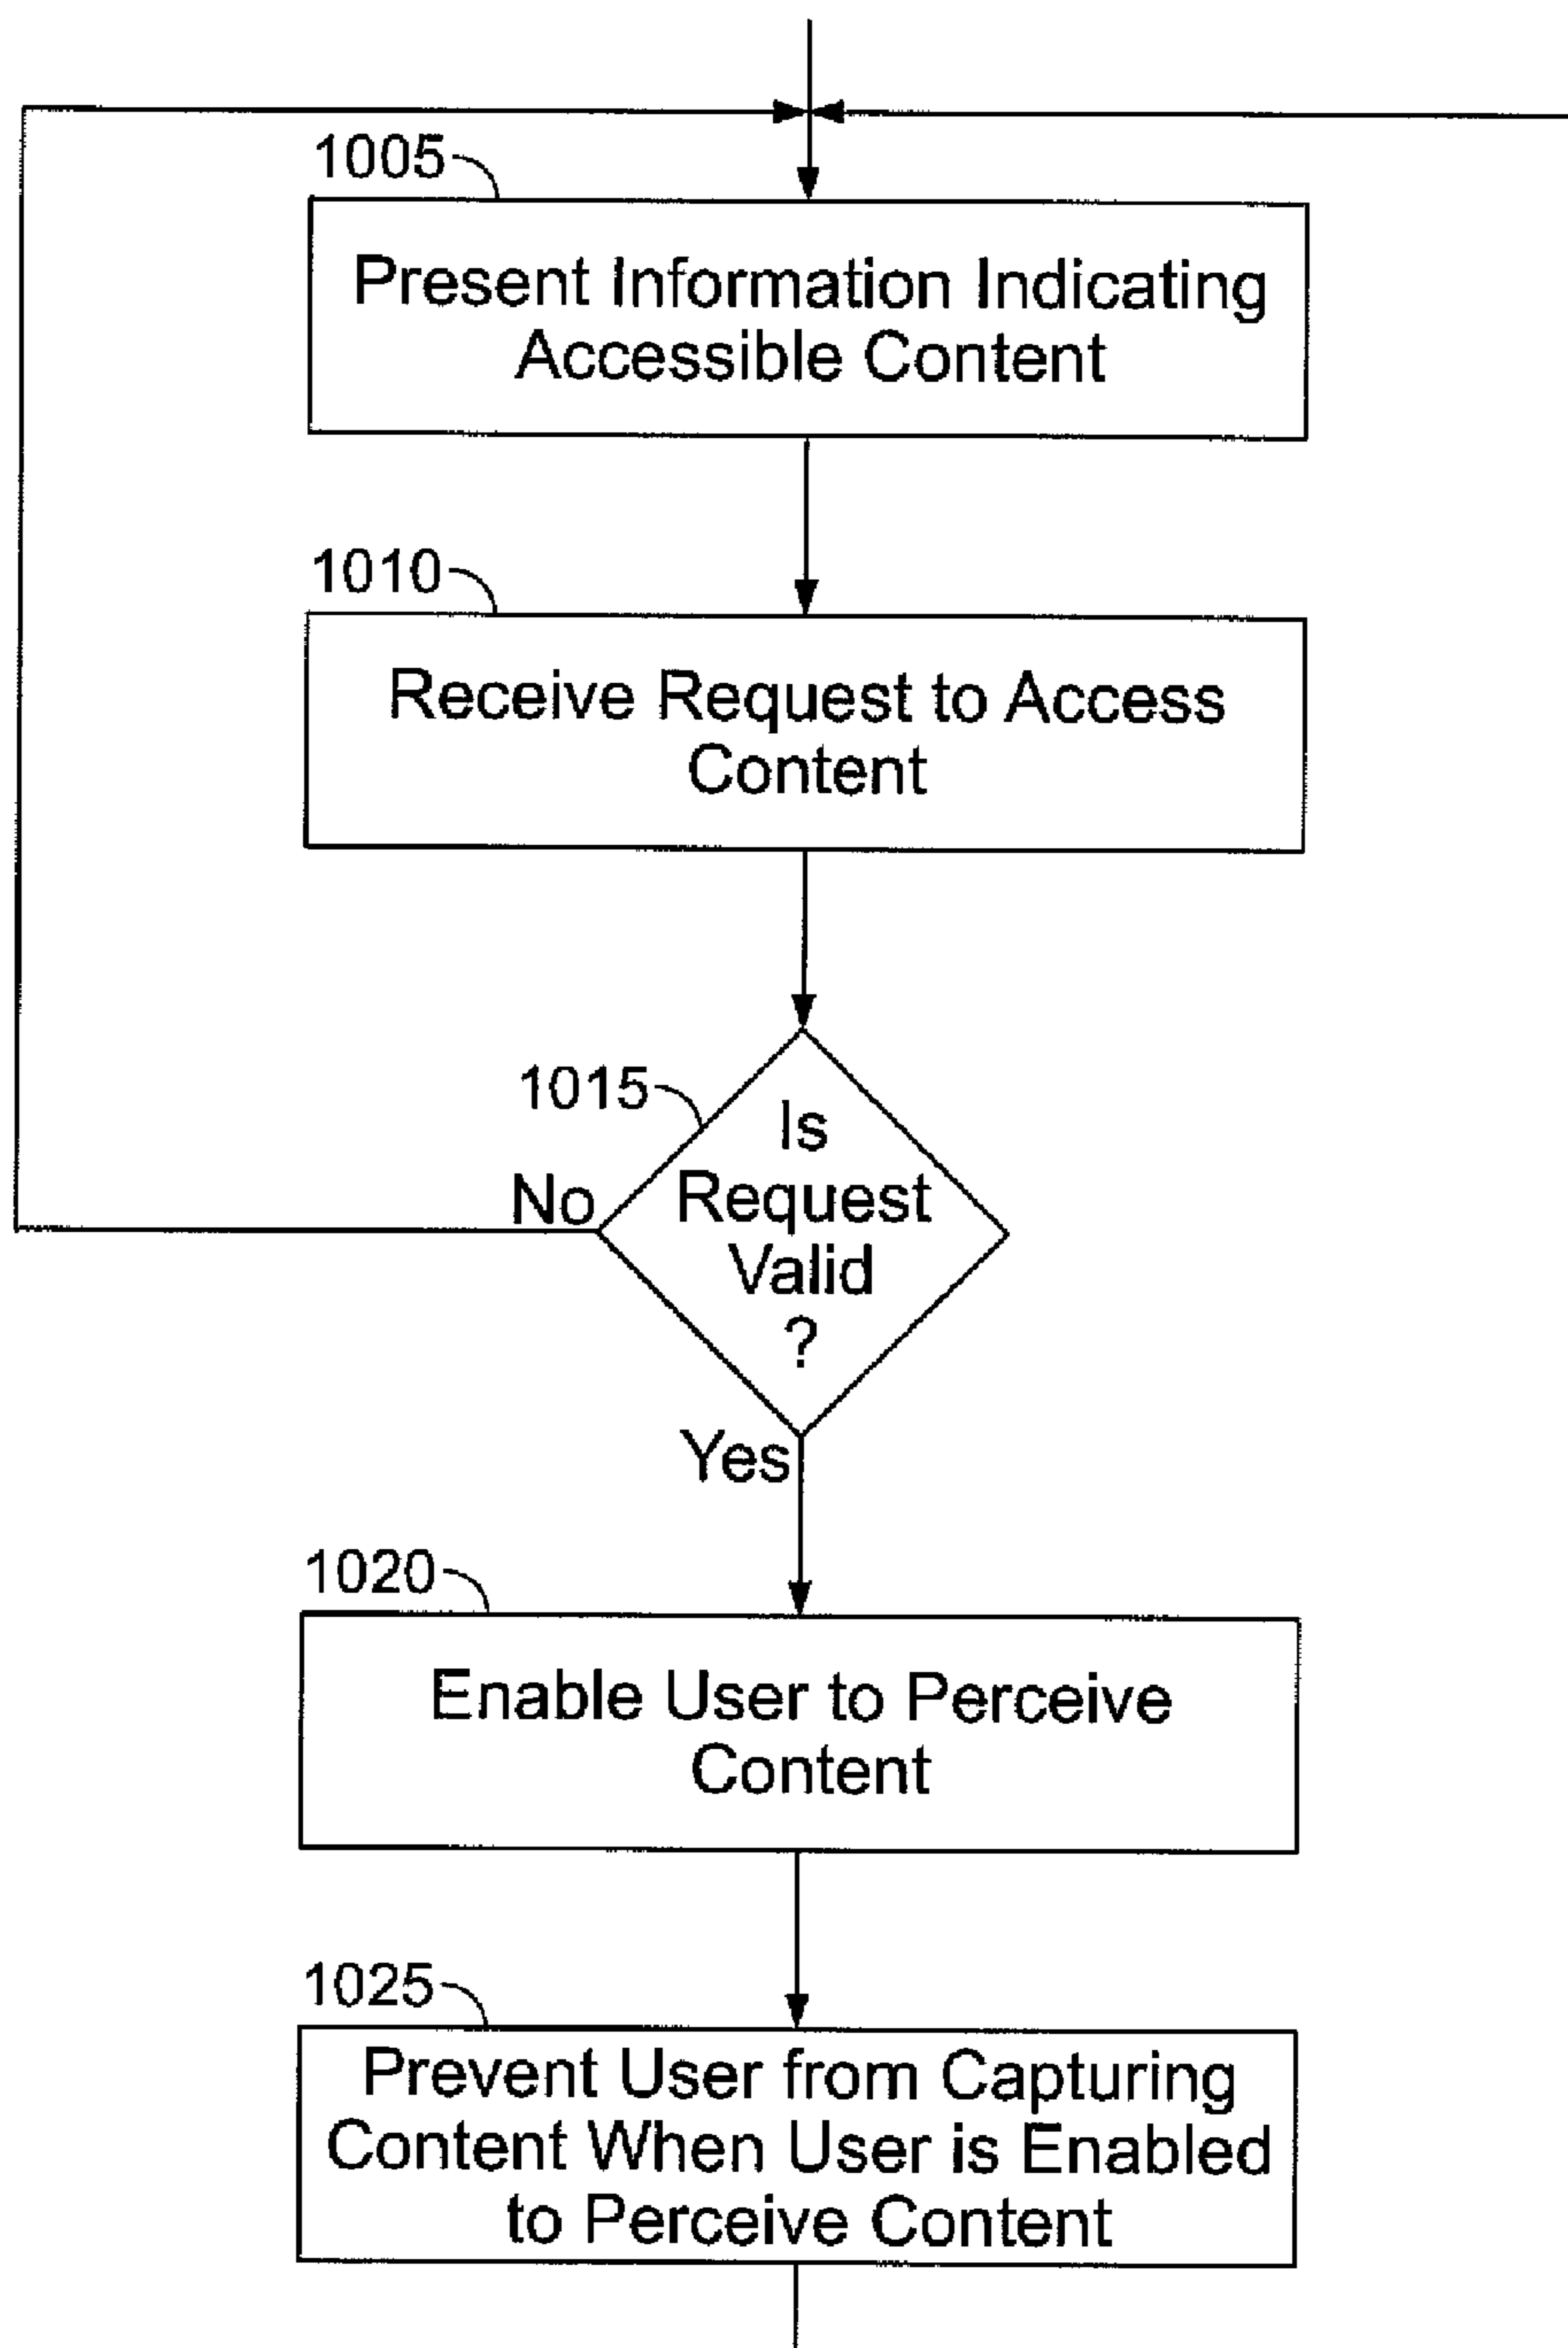 1005
Present Information Indicating
Accessible Content
1010
Receive Request to Access
Content
1015
Is
Request
Valid
?
No
Yes
1020
Enable User to Perceive
Content
1025
Prevent User from Capturing
Content When User is Enabled
to Perceive Content